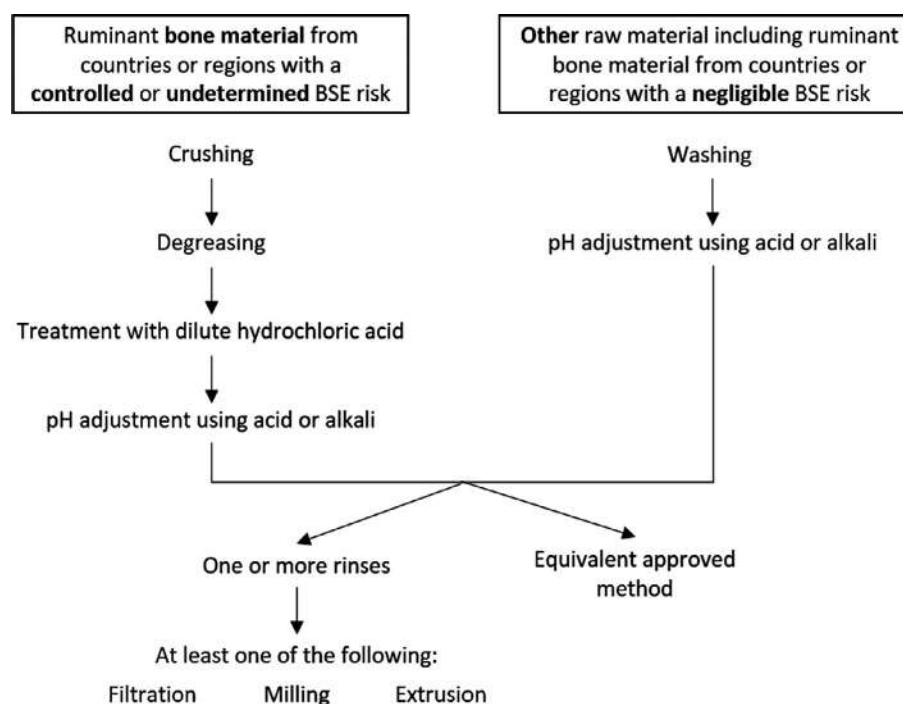 Ruminant bone material from
countries or regions with a
controlled or undetermined BSE risk
Other raw material including ruminant
bone material from countries or
regions with a negligible BSE risk
Crushing
Washing
Degreasing
pH adjustment using acid or alkali
Treatment with dilute hydrochloric acid
pH adjustment using acid or alkali
One or more rinses
Equivalent approved
method
At least one of the following:
Filtration Milling Extrusion